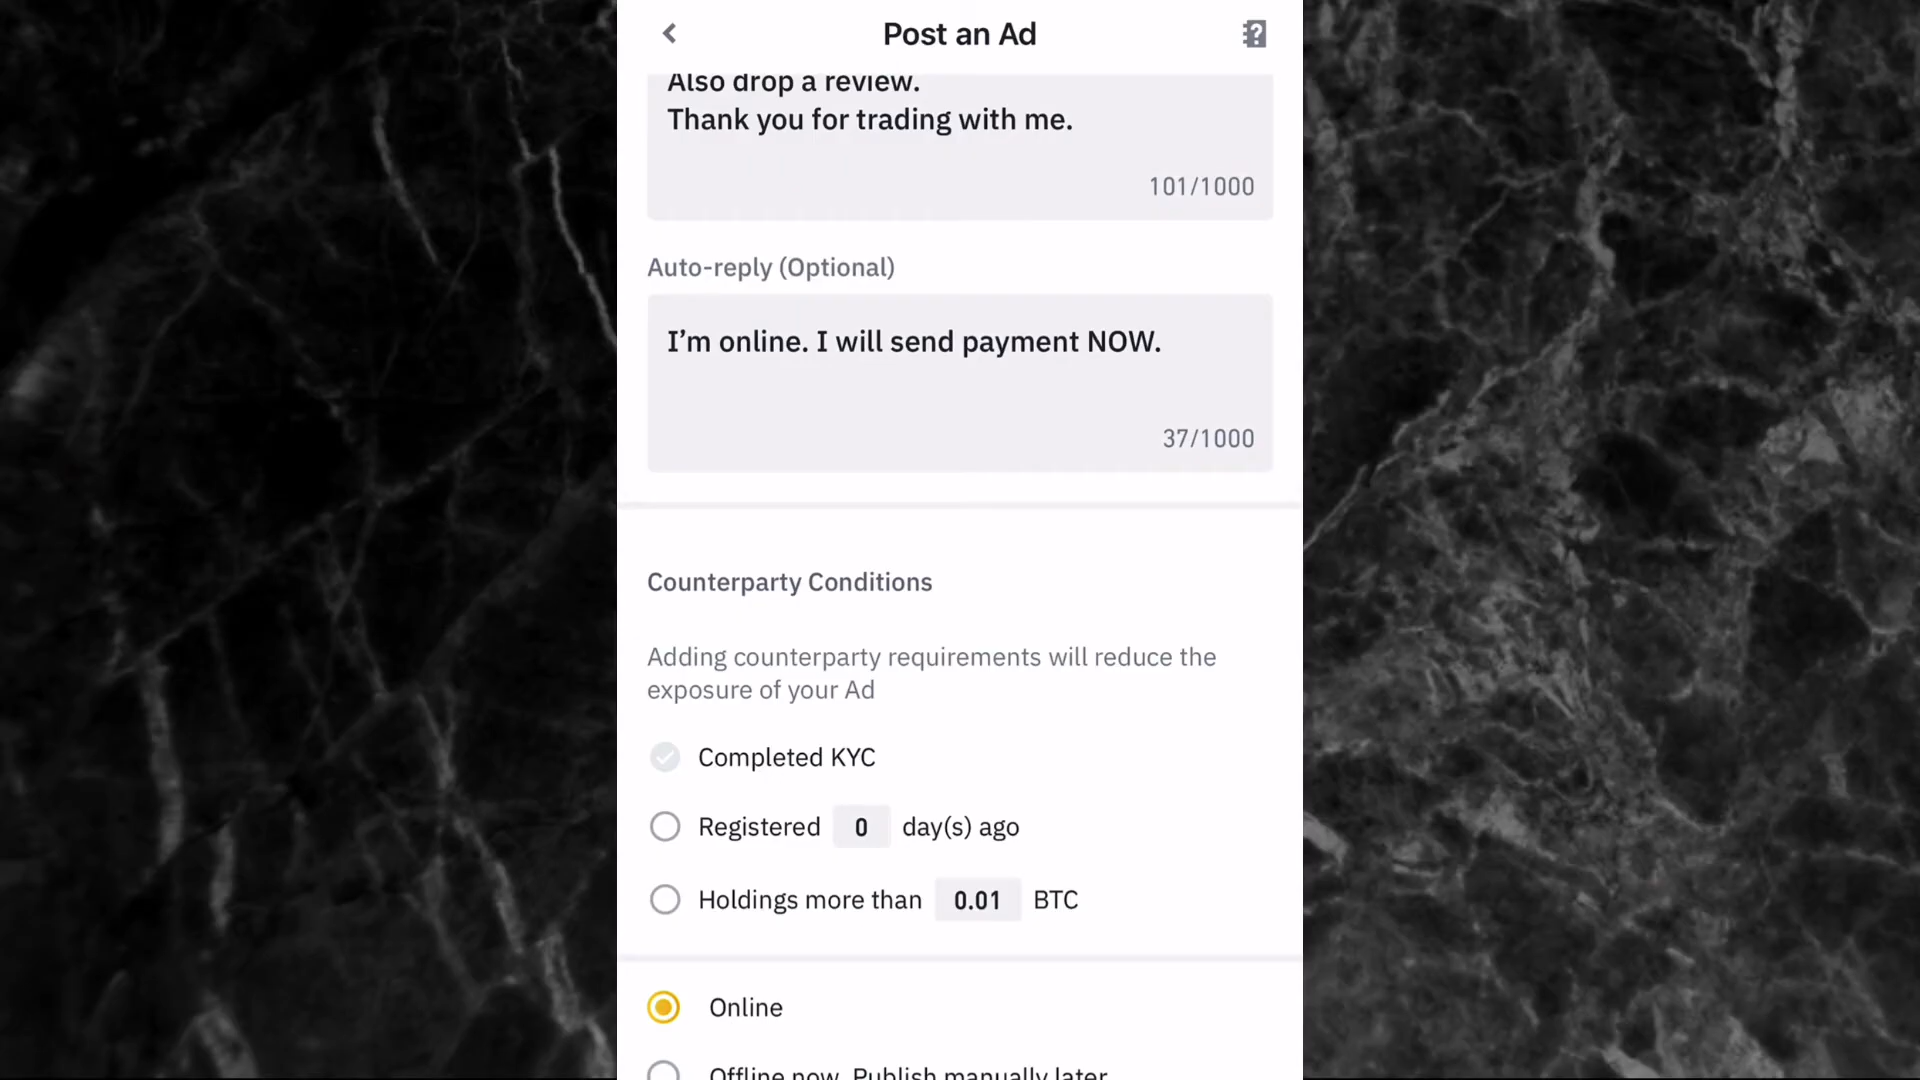 Post an Ad
Also drop a review.
Thank you for trading with me.
101/1000
Auto-reply (Optional)
I’m online. I will send payment NOW.
37/1000
Counterparty Conditions
Adding counterparty requirements will reduce the
exposure of your Ad
Completed KYC
Registered 0 day(s) ago
Holdings more than 0.01 BTC
Online
Offline now. Publish manually later